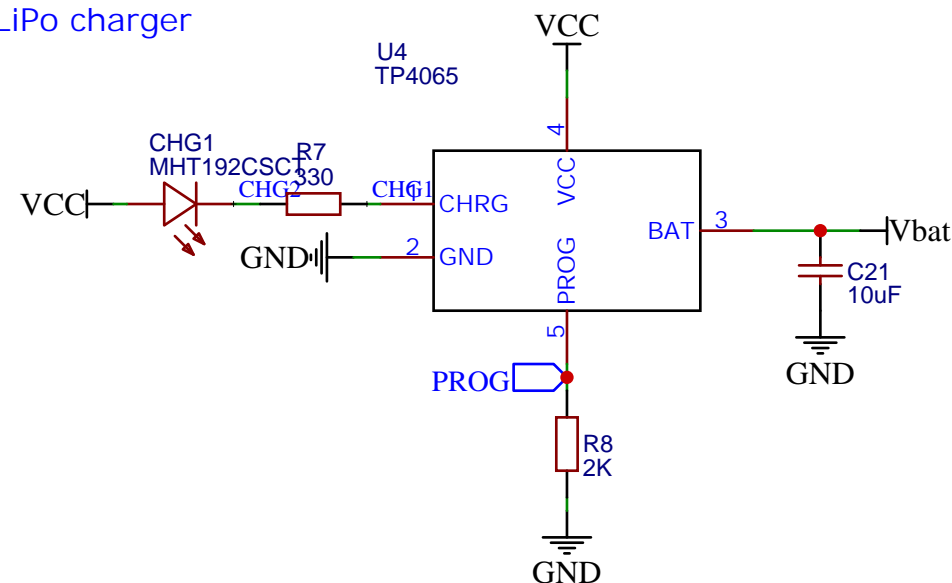 LiPo charger
VCC
U4
TP4065
4
VCC
CHG1
MHT192CSCT
R7
330
VCC
CHG2
CHG1
1
CHRG
GND
2
GND
PROG
BAT
3
Vbat
C21
10uF
GND
5
PROG
R8
2K
GND